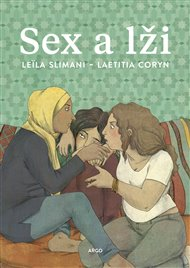 Sex a lži
LEÏLA SLIMANI – LAETITIA CORYN
ARGO